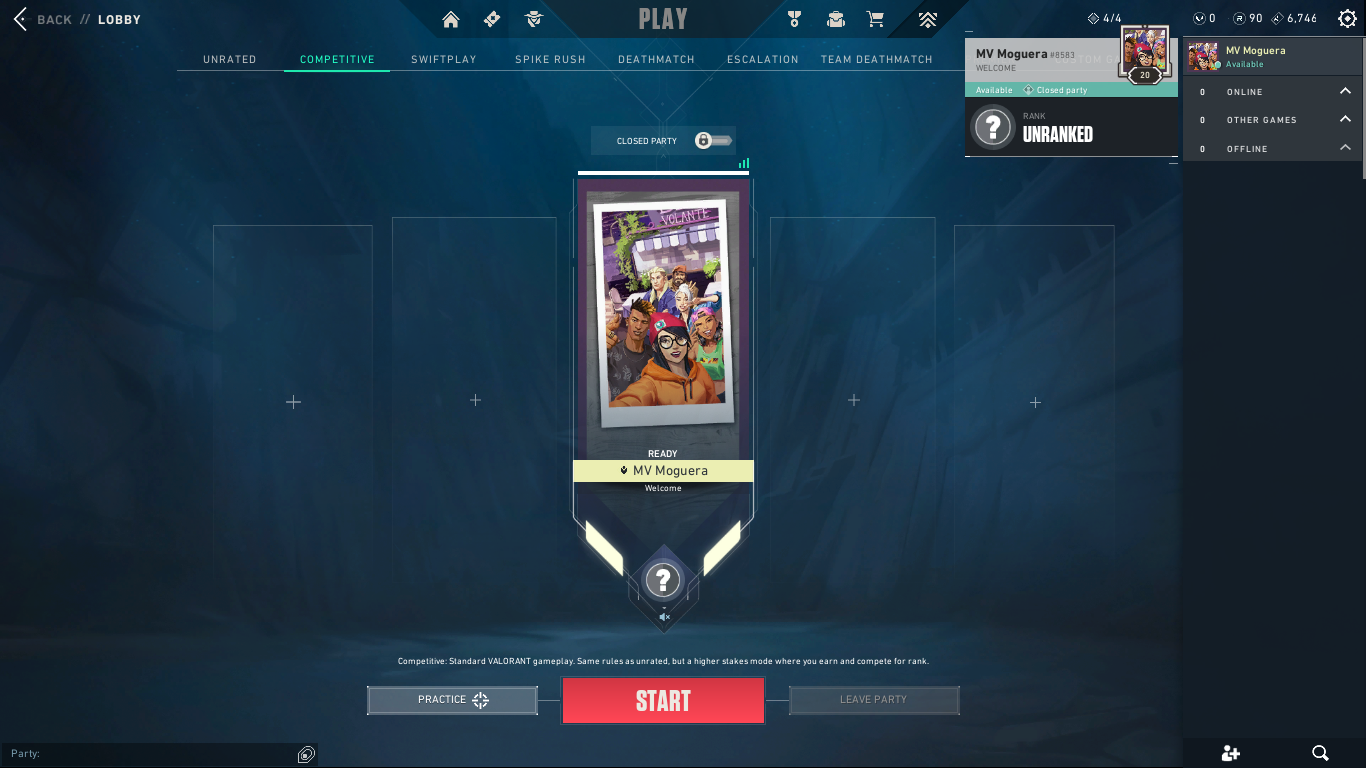 BACK // LOBBY
PLAY
4/4
0
90
6,746
UNRATED
COMPETITIVE
SWIFTPLAY
SPIKE RUSH
DEATHMATCH
ESCALATION
TEAM DEATHMATCH
MV Moguera #8583
WELCOME
20
Available
Closed party
RANK
UNRANKED
MV Moguera
Available
0 ONLINE
0 OTHER GAMES
0 OFFLINE
CLOSED PARTY
VOLANTE
READY
MV Moguera
Welcome
Competitive: Standard VALORANT gameplay. Same rules as unrated, but a higher stakes mode where you earn and compete for rank.
PRACTICE
START
LEAVE PARTY
Party: